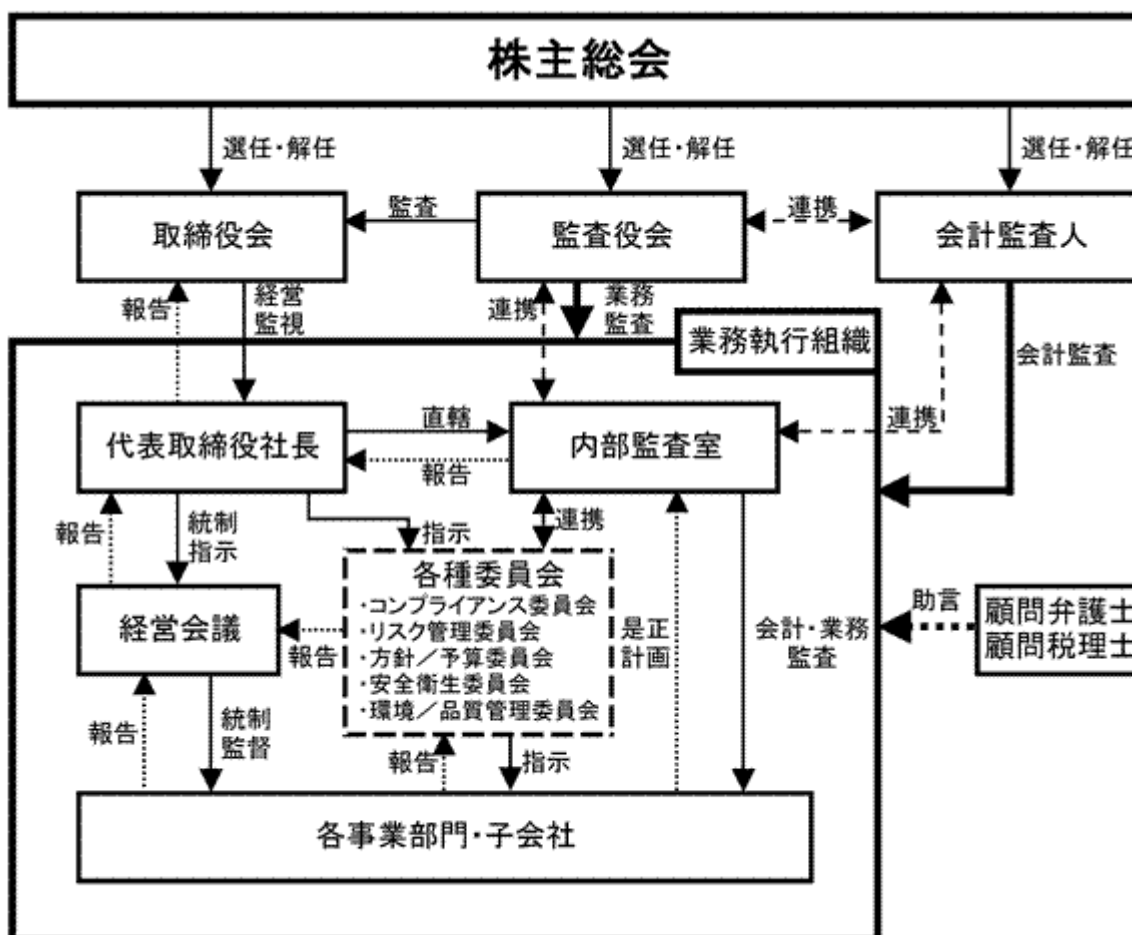 株主総会
選任・解任
選任・解任
選任・解任
取締役会
監査
監査役会
連携
会計監査人
報告
経営
監視
連携
業務
監査
業務執行組織
会計監査
代表取締役社長
直轄
報告
内部監査室
連携
報告
統制
指示
指示
連携
各種委員会
・コンプライアンス委員会
・リスク管理委員会
・方針／予算委員会
・安全衛生委員会
・環境／品質管理委員会
経営会議
報告
是正
計画
会計・業務
監査
助言
顧問弁護士
顧問税理士
報告
統制
監督
報告
指示
各事業部門・子会社